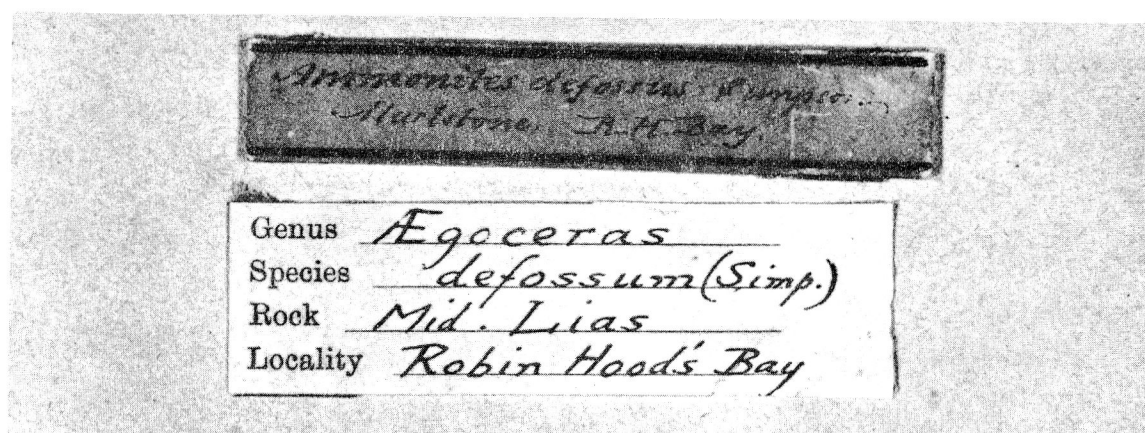 Ammonites defossus Simpson.
Marlstone. R. H. Bay.
Genus Ægoceras
Species defossum (Simp.)
Rock Mid. Lias
Locality Robin Hood's Bay